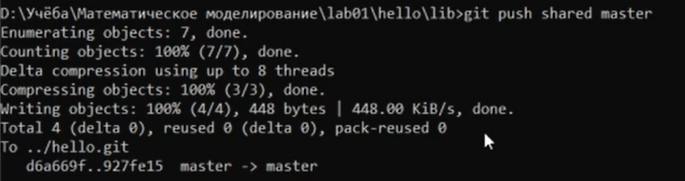 D:\Учёба\Математическое моделирование\lab01\hello\lib>git push shared master
Enumerating objects: 7, done.
Counting objects: 100% (7/7), done.
Delta compression using up to 8 threads
Compressing objects: 100% (3/3), done.
Writing objects: 100% (4/4), 448 bytes | 448.00 KiB/s, done.
Total 4 (delta 0), reused 0 (delta 0), pack-reused 0
To ../hello.git
   d6a669f..927fe15  master -> master